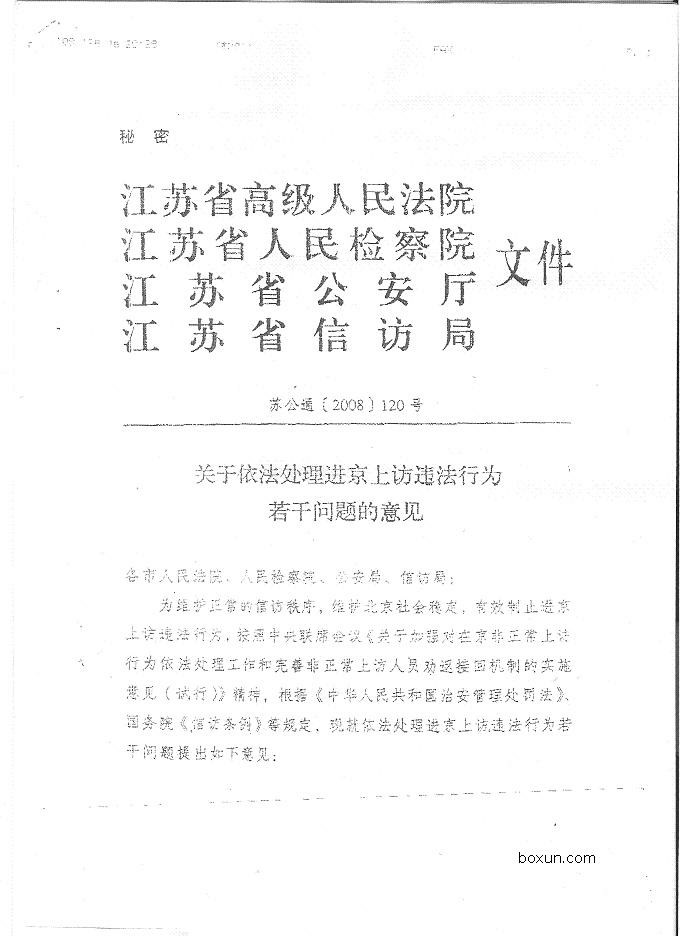 20:26
FAX
秘 密
江苏省高级人民法院
江苏省人民检察院
江苏省公安厅
江苏省信访局
文件
苏公通〔2008〕120号
关于依法处理进京上访违法行为
若干问题的意见
各市人民法院、人民检察院、公安局、信访局：
为维护正常的信访秩序，维护北京社会稳定，有效制止进京
上访违法行为，按照中央联席会议《关于加强对在京非正常上访
行为依法处理工作和完善非正常上访人员劝返接回机制的实施
意见（试行）》精神，根据《中华人民共和国治安管理处罚法》、
国务院《信访条例》等规定，现就依法处理进京上访违法行为若
干问题提出如下意见：
boxun.com